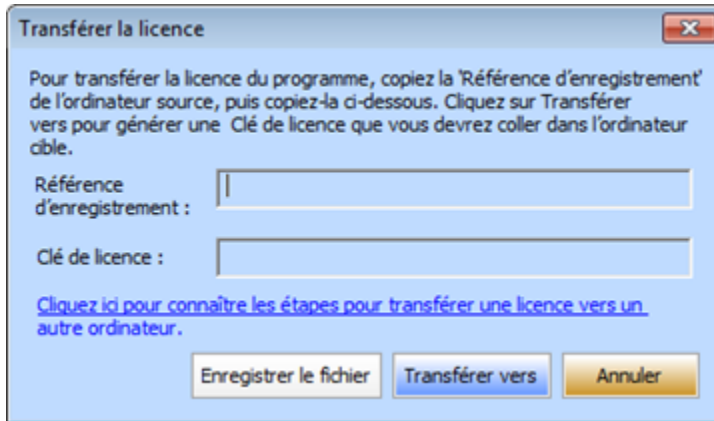 Transférer la licence
Pour transférer la licence du programme, copiez la 'Référence d'enregistrement'
de l'ordinateur source, puis copiez-la ci-dessous. Cliquez sur Transférer
vers pour générer une Clé de licence que vous devrez coller dans l'ordinateur
cible.
Référence
d'enregistrement :
Clé de licence :
Cliquez ici pour connaître les étapes pour transférer une licence vers un
autre ordinateur.
Enregistrer le fichier Transférer vers Annuler